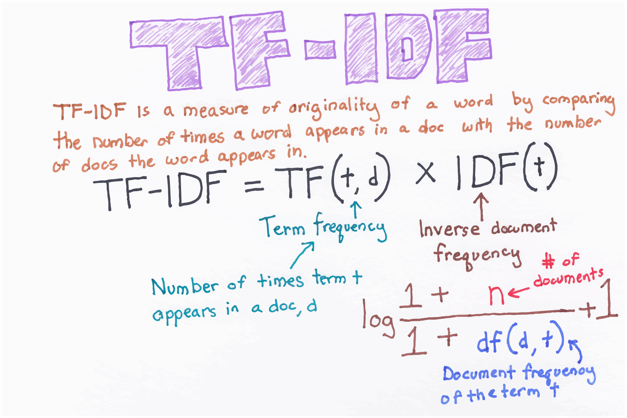 TF-IDF
TF-IDF is a measure of originality of a word by comparing
the number of times a word appears in a doc with the number
of docs the word appears in.
TF-IDF = TF(t, d) × IDF(t)
Term frequency
Inverse document
frequency
Number of times term t
appears in a doc, d
# of
documents
log (1 + n) / (1 + df(d, t)) + 1
Document frequency
of the term t